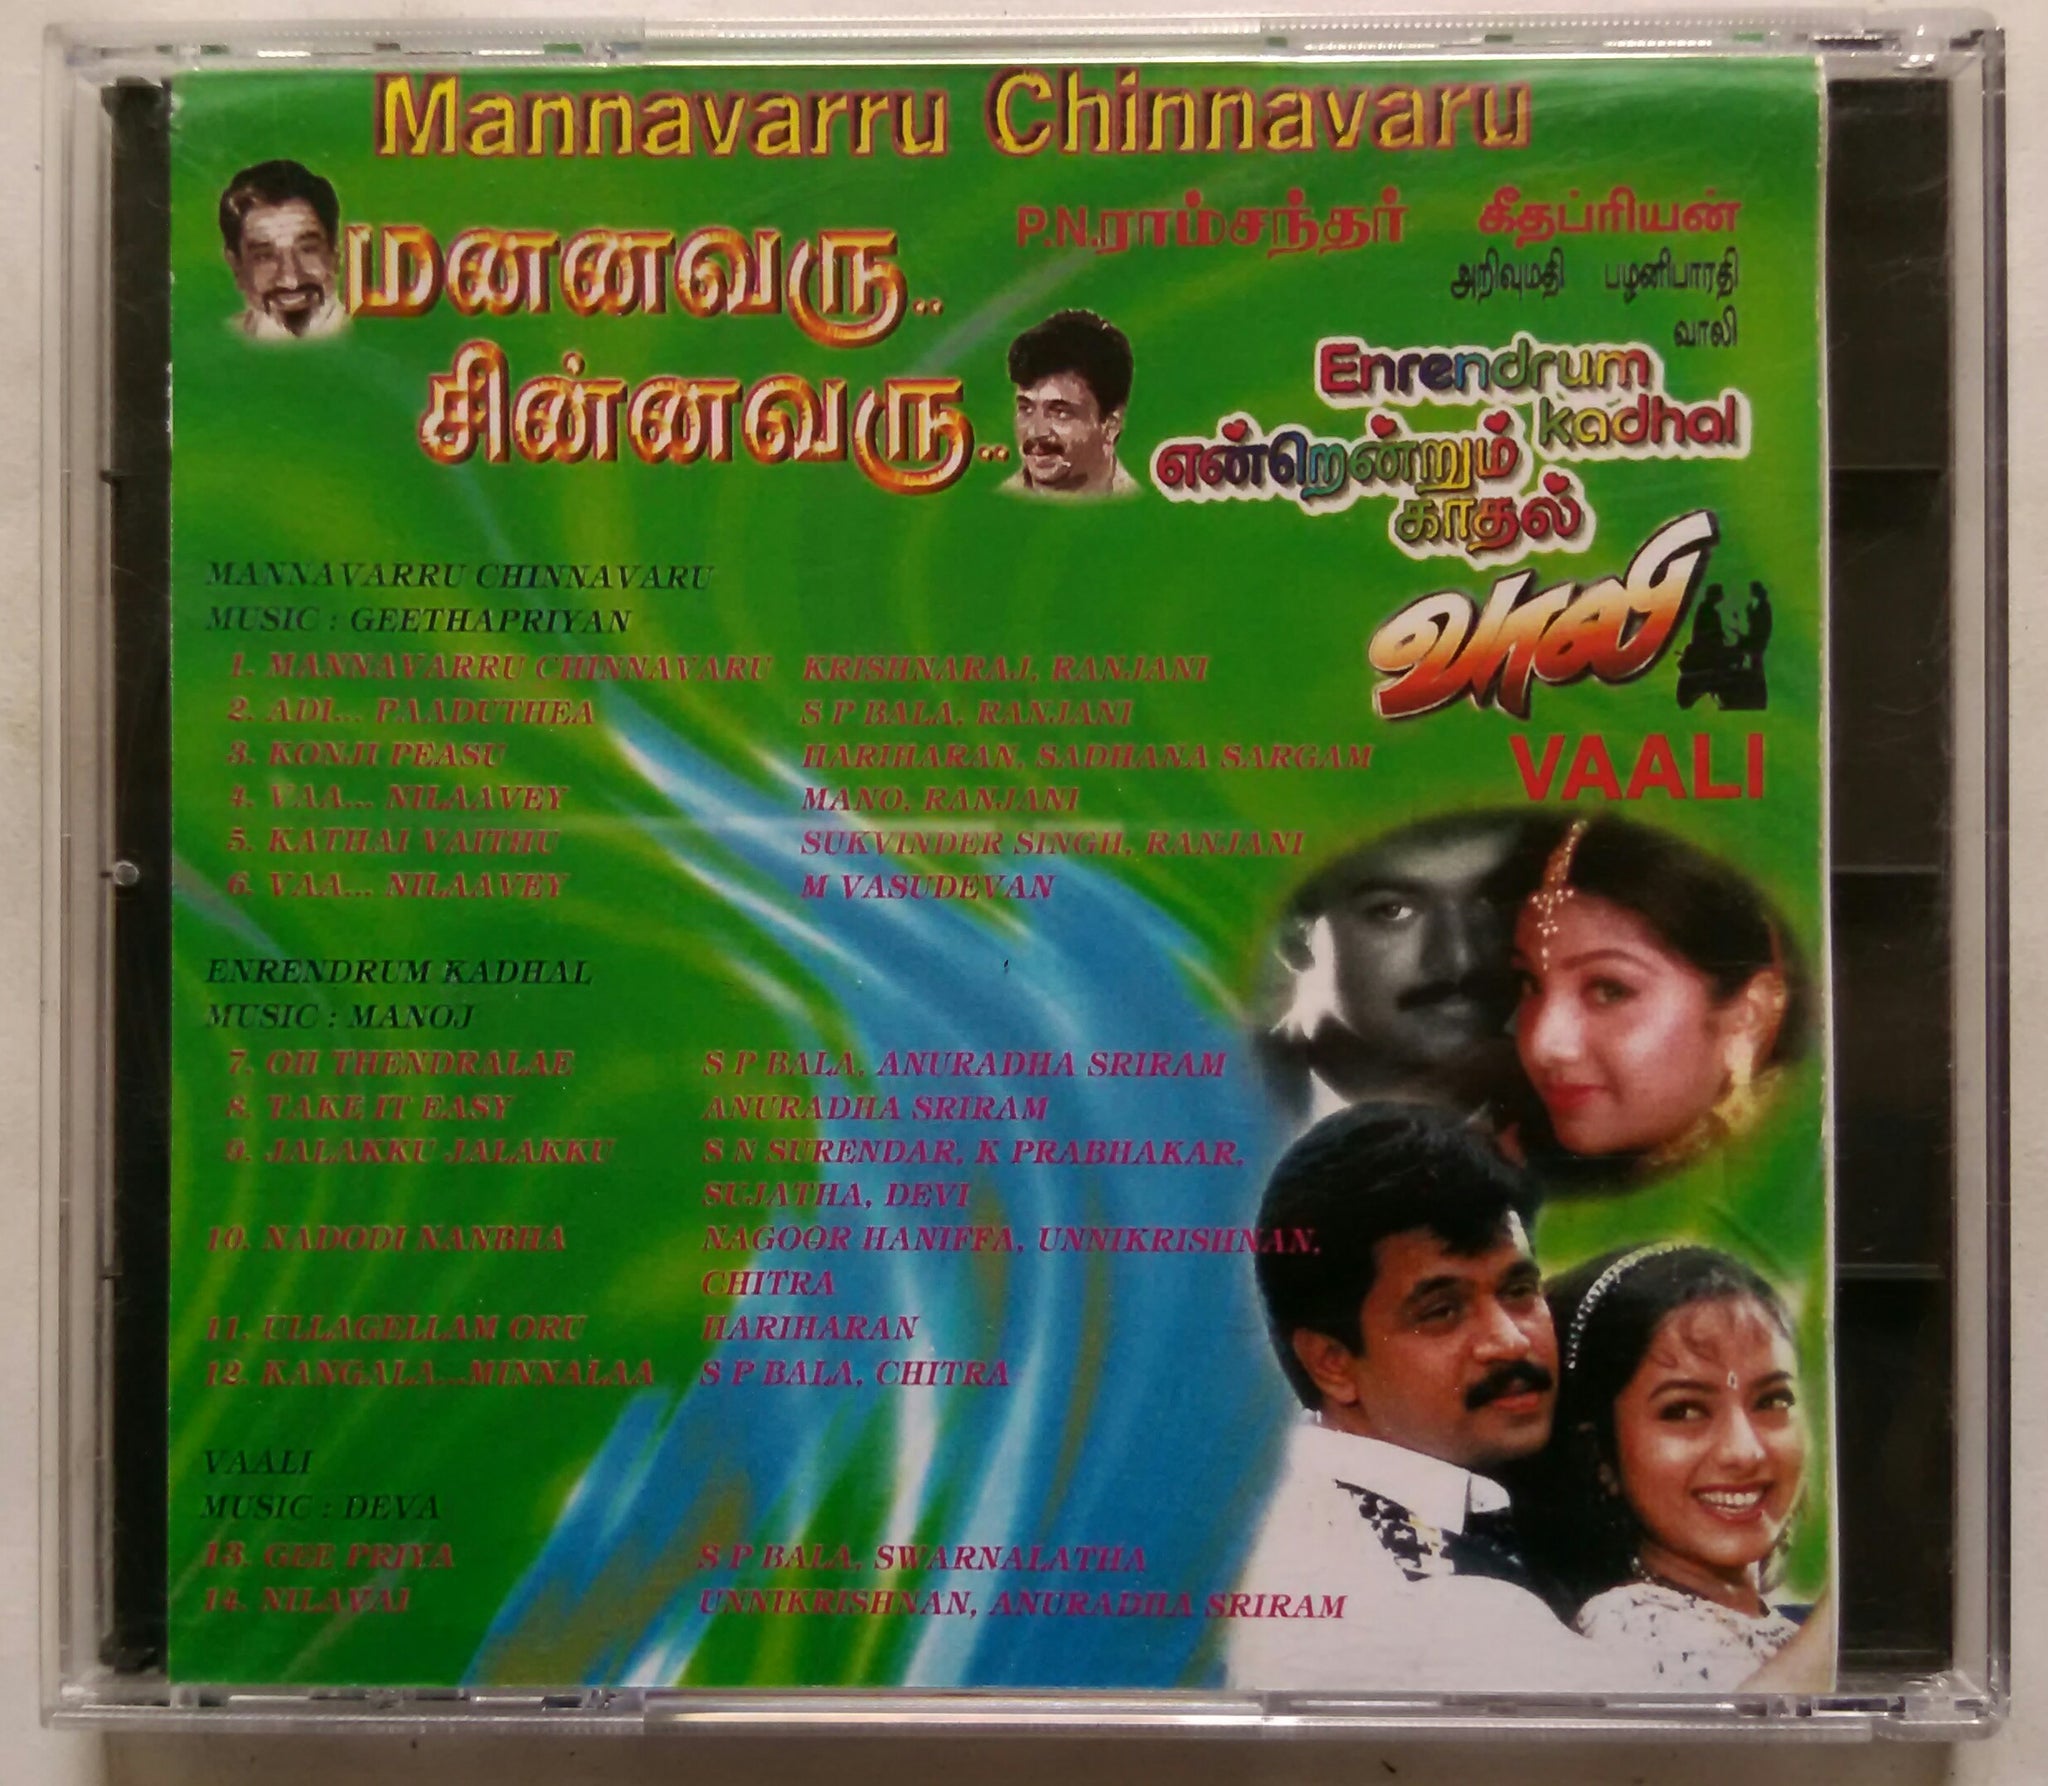 Mannavarru Chinnavaru
மனனவரு..
சின்னவரு..
P.N.ராம்சந்தர் கீதப்ரியன்
அறிவுமதி பழனிபாரதி
வாலி
Enrendrum
kadhal
என்றென்றும்
காதல்
வாலி
VAALI
MANNAVARRU CHINNAVARU
MUSIC : GEETHAPRIYAN
1. MANNAVARRU CHINNAVARU KRISHNARAJ, RANJANI
2. ADI... PAADUTHEA S P BALA, RANJANI
3. KONJI PEASU HARIHARAN, SADHANA SARGAM
4. VAA... NILAAVEY MANO, RANJANI
5. KATHAI VAITHU SUKVINDER SINGH, RANJANI
6. VAA... NILAAVEY M VASUDEVAN
ENRENDRUM KADHAL
MUSIC : MANOJ
7. OH THENDRALAE S P BALA, ANURADHA SRIRAM
8. TAKE IT EASY ANURADHA SRIRAM
9. JALAKKU JALAKKU S N SURENDAR, K PRABHAKAR,
SUJATHA, DEVI
10. NADODI NANBHA NAGOOR HANIFFA, UNNIKRISHNAN,
CHITRA
11. ULLAGELLAM ORU HARIHARAN
12. KANGALA...MINNALAA S P BALA, CHITRA
VAALI
MUSIC : DEVA
13. GEE PRIYA S P BALA, SWARNALATHA
14. NILAVAI UNNIKRISHNAN, ANURADHA SRIRAM